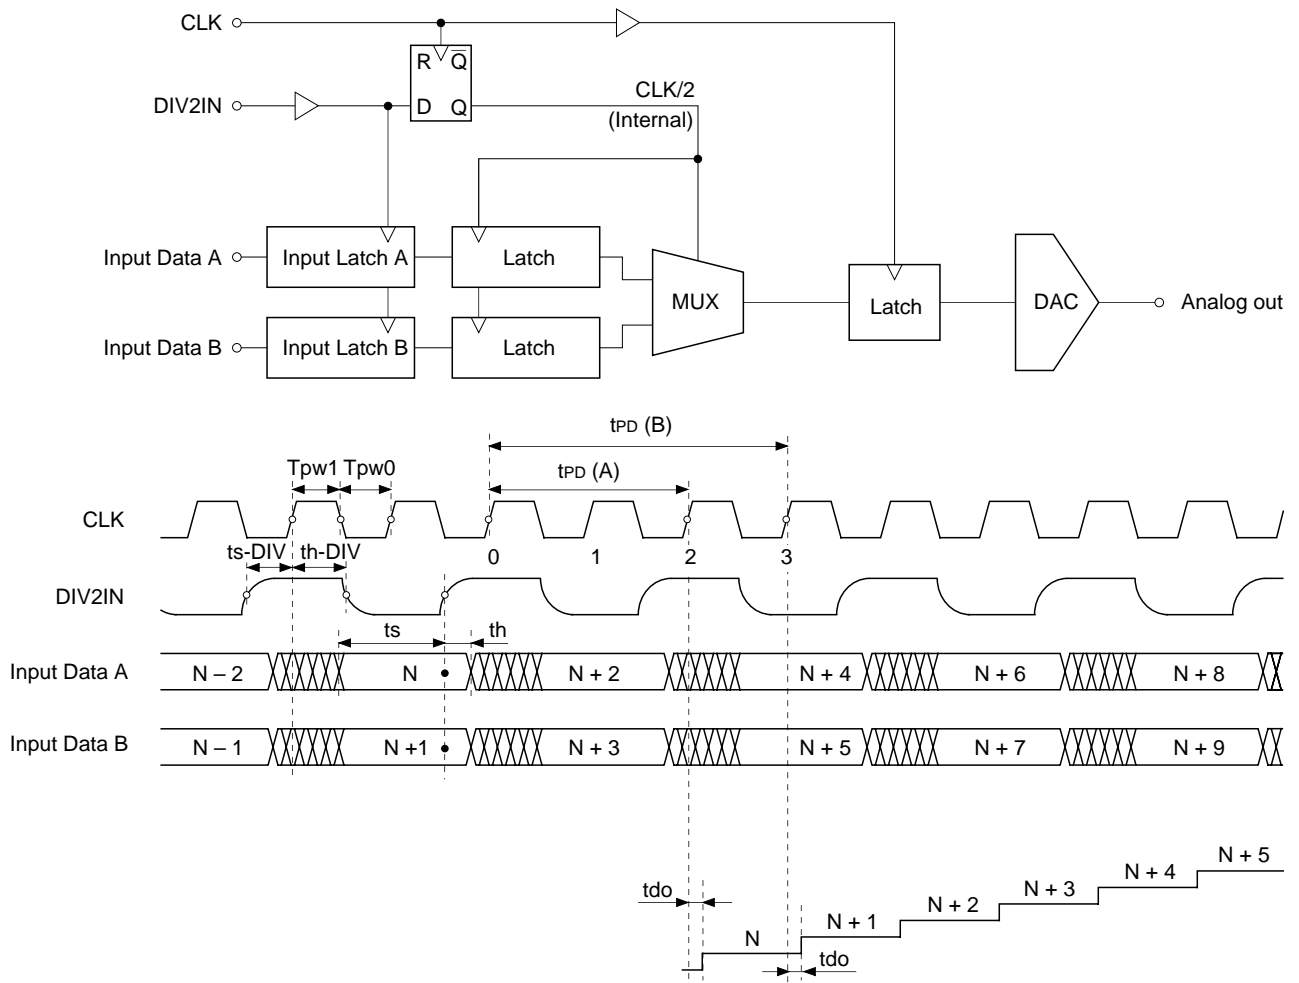 CLK
R Q
DIV2IN
D Q
CLK/2
(Internal)
Input Data A
Input Latch A
Latch
MUX
Latch
DAC
Analog out
Input Data B
Input Latch B
Latch
tPD (B)
Tpw1 Tpw0
tPD (A)
CLK
ts-DIV th-DIV
0 1 2 3
DIV2IN
ts th
Input Data A
N – 2 N N + 2 N + 4 N + 6 N + 8
Input Data B
N – 1 N +1 N + 3 N + 5 N + 7 N + 9
N + 5
N + 4
tdo
N + 3
N + 2
N + 1
N
tdo